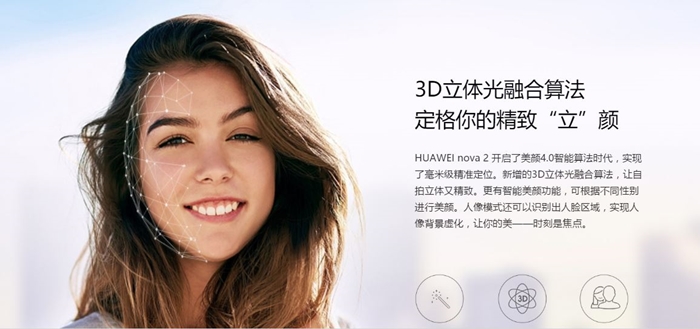 3D立体光融合算法
定格你的精致“立”颜
HUAWEI nova 2 开启了美颜4.0智能算法时代，实现
了毫米级精准定位。新增的3D立体光融合算法，让自
拍立体又精致。更有智能美颜功能，可根据不同性别
进行美颜。人像模式还可以识别出人脸区域，实现人
像背景虚化，让你的美——时刻是焦点。
3D